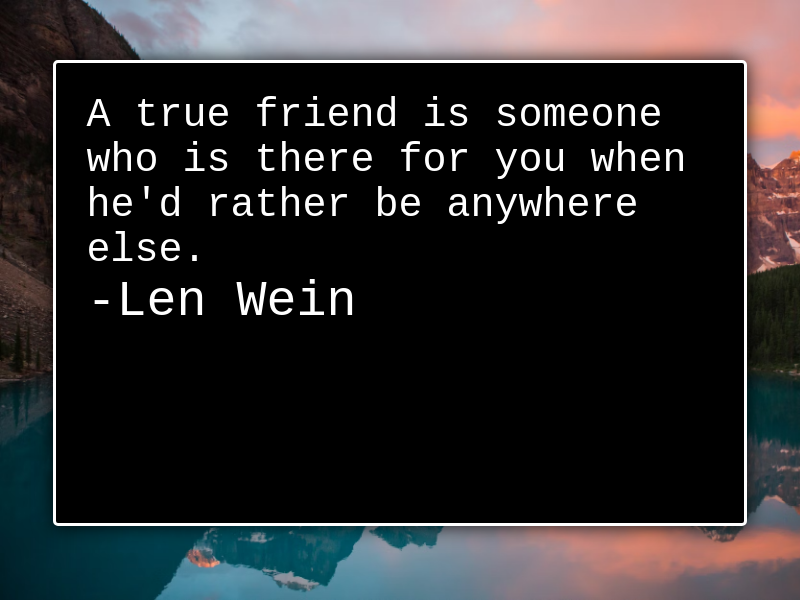 A true friend is someone
who is there for you when
he'd rather be anywhere
else.
-Len Wein